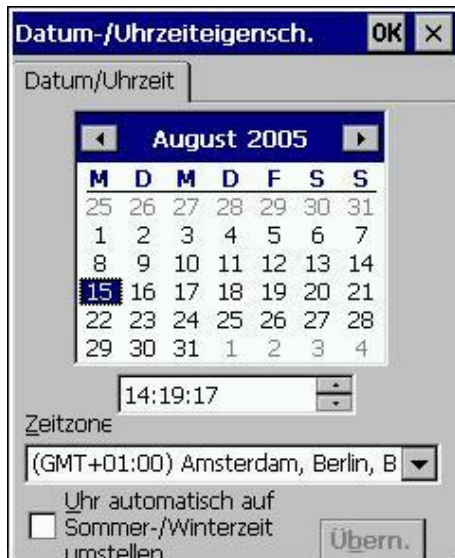 Datum-/Uhrzeiteigensch. OK ×
Datum/Uhrzeit
August 2005
M D M D F S S
25 26 27 28 29 30 31
1 2 3 4 5 6 7
8 9 10 11 12 13 14
15 16 17 18 19 20 21
22 23 24 25 26 27 28
29 30 31 1 2 3 4
14:19:17
Zeitzone
(GMT+01:00) Amsterdam, Berlin, B
Uhr automatisch auf
Sommer-/Winterzeit
umstellen
Übern.